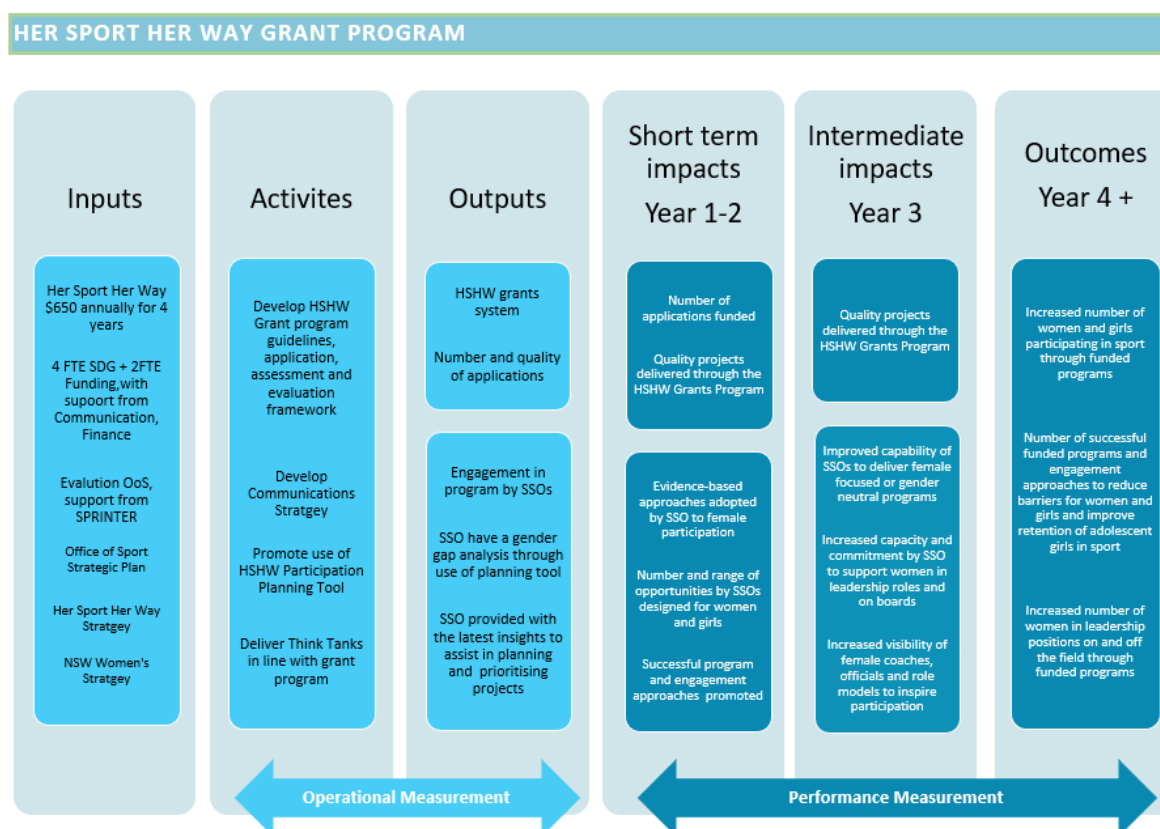 HER SPORT HER WAY GRANT PROGRAM
Inputs
Her Sport Her Way
$650 annually for 4
years
4 FTE SDG + 2FTE
Funding,with
supoort from
Communication,
Finance
Evalution OoS,
support from
SPRINTER
Office of Sport
Strategic Plan
Her Sport Her Way
Stratgey
NSW Women's
Stratgey
Activites
Develop HSHW
Grant program
guidelines,
application,
assessment and
evaluation
framework
Develop
Communications
Stratgey
Promote use of
HSHW Participation
Planning Tool
Deliver Think Tanks
in line with grant
program
Outputs
HSHW grants
system
Number and quality
of applications
Engagement in
program by SSOs
SSO have a gender
gap analysis through
use of planning tool
SSO provided with
the latest insights to
assist in planning
and prioritising
projects
Short term
impacts
Year 1-2
Number of
applications funded
Quality projects
delivered through the
HSHW Grants Program
Evidence-based
approaches adopted
by SSO to female
participation
Number and range of
opportunities by SSOs
designed for women
and girls
Successful program
and engagement
approaches promoted
Intermediate
impacts
Year 3
Quality projects
delivered through the
HSHW Grants Program
Improved capability of
SSOs to deliver female
focused or gender
neutral programs
Increased capacity and
commitment by SSO
to support women in
leadership roles and
on boards
Increased visibility of
female coaches,
officials and role
models to inspire
participation
Outcomes
Year 4 +
Increased number of
women and girls
participating in sport
through funded
programs
Number of successful
funded programs and
engagement
approaches to reduce
barriers for women and
girls and improve
retention of adolescent
girls in sport
Increased number of
women in leadership
positions on and off
the field through
funded programs
Operational Measurement
Performance Measurement